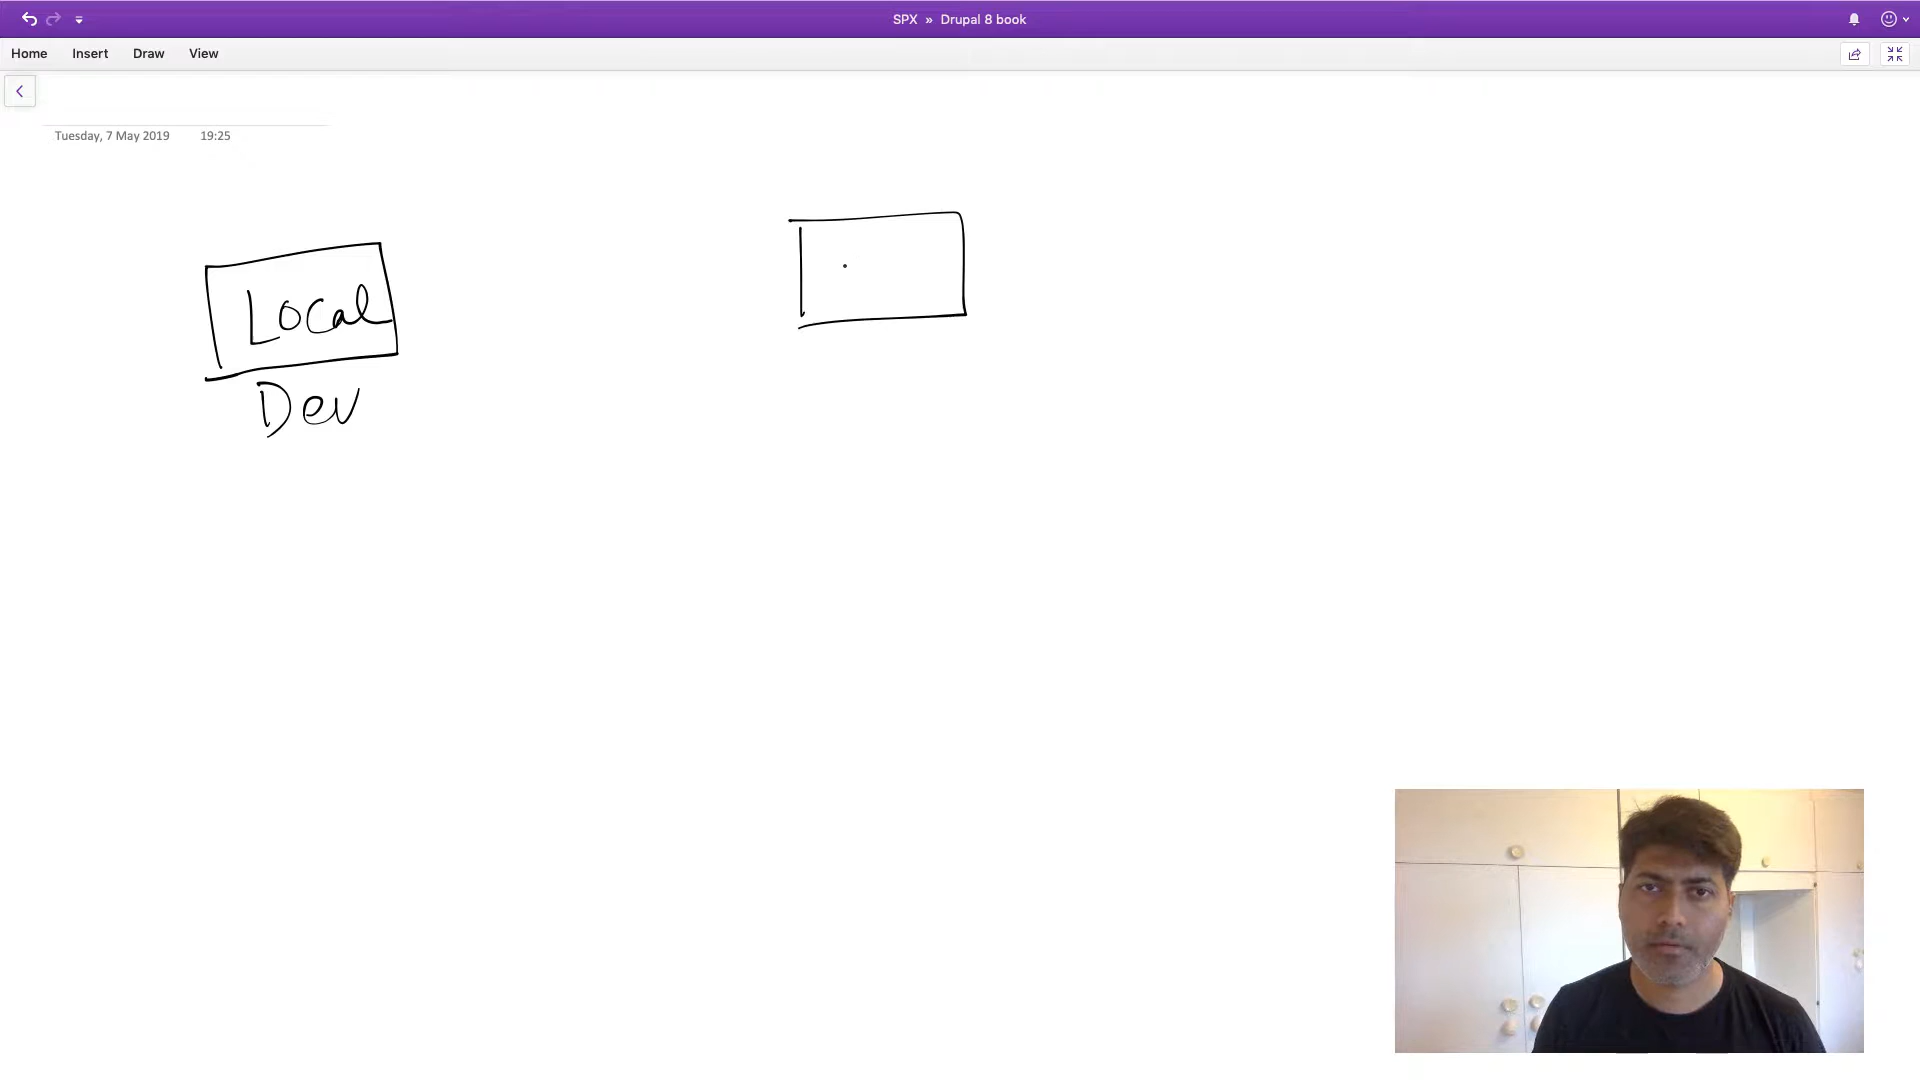 SPX » Drupal 8 book
Home Insert Draw View
Tuesday, 7 May 2019 19:25
Local
Dev